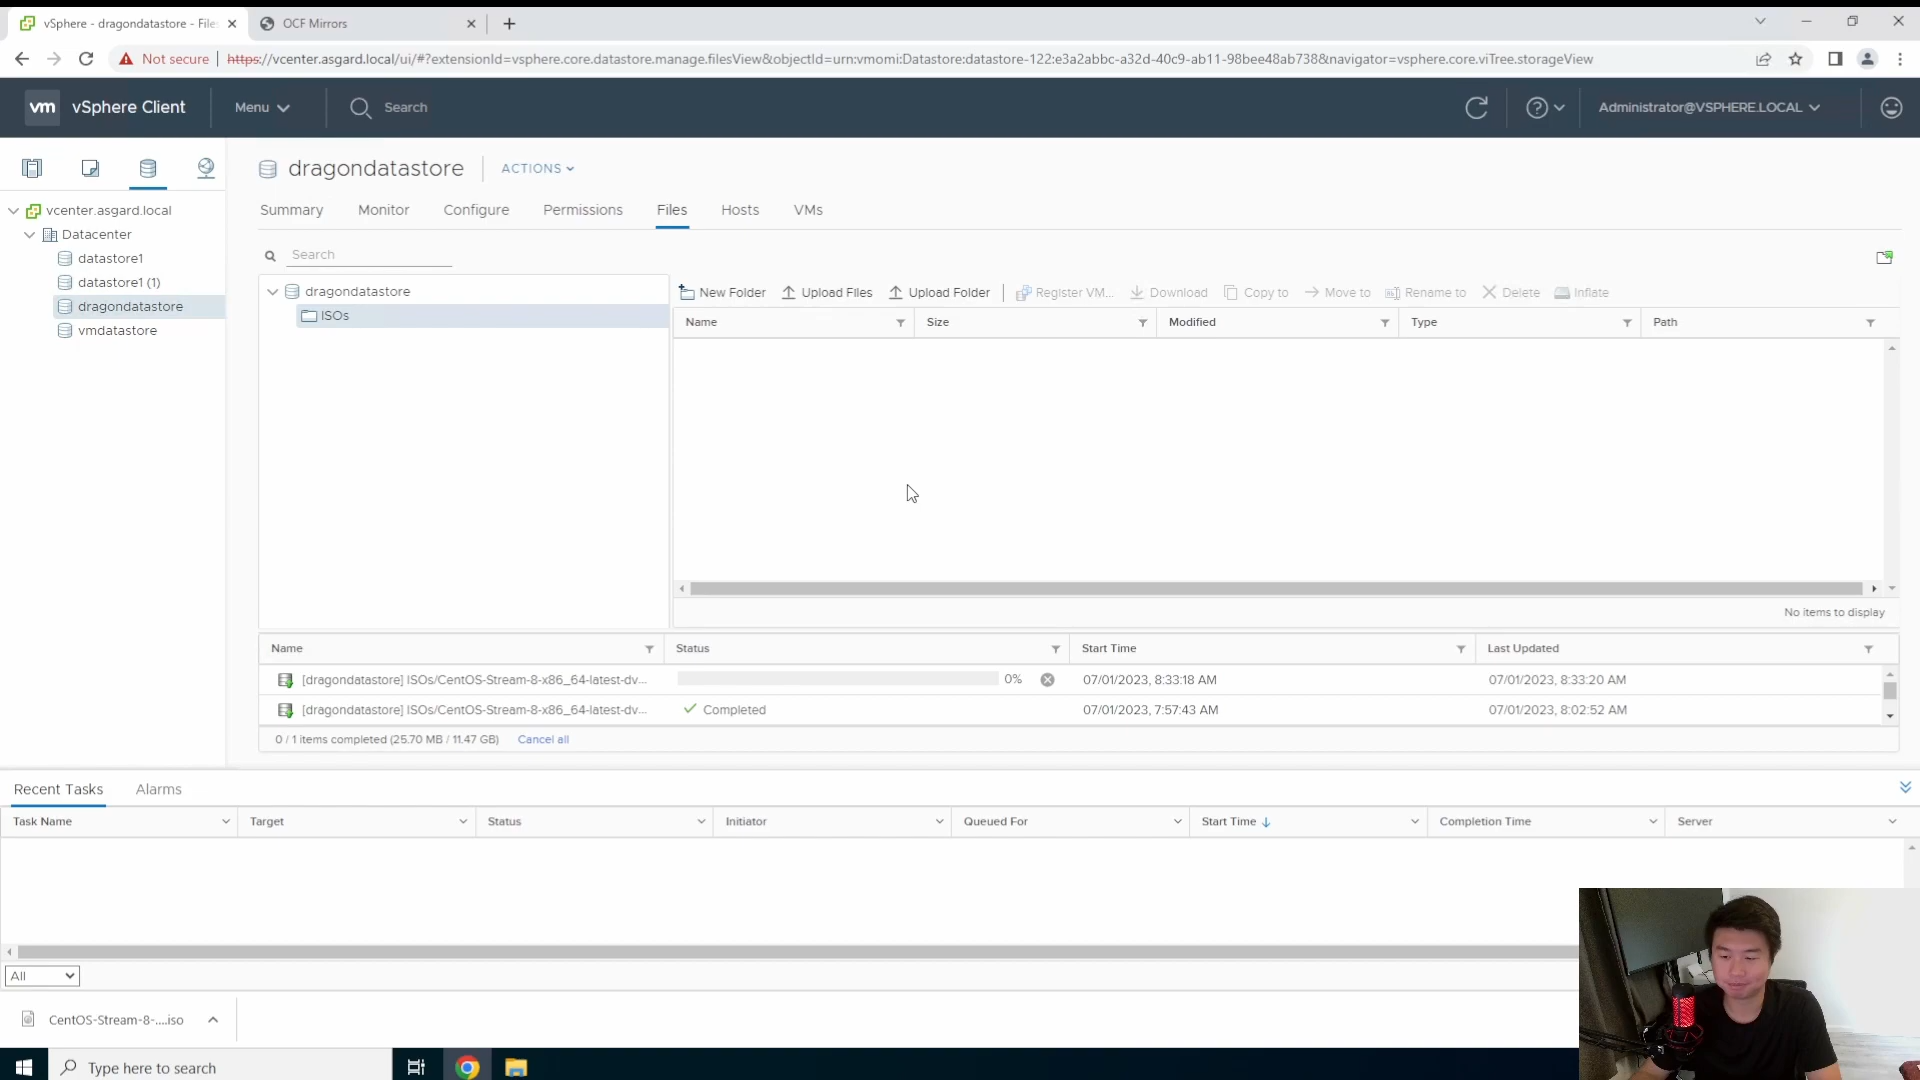 vSphere - dragondatastore - File
OCF Mirrors
Not secure
https://vcenter.asgard.local/ui/#?extensionId=vsphere.core.datastore.manage.filesView&objectId=urn:vmomi:Datastore:datastore-122:e3a2abbc-a32d-40c9-ab11-98bee48ab738&navigator=vsphere.core.viTree.storageView
vm vSphere Client Menu Search Administrator@VSPHERE.LOCAL
dragondatastore ACTIONS
Summary Monitor Configure Permissions Files Hosts VMs
vcenter.asgard.local
Datacenter
datastore1
datastore1 (1)
dragondatastore
vmdatastore
Search
dragondatastore
ISOs
New Folder Upload Files Upload Folder Register VM... Download Copy to Move to Rename to Delete Inflate
Name Size Modified Type Path
No items to display
Name Status Start Time Last Updated
[dragondatastore] ISOs/CentOS-Stream-8-x86_64-latest-dv... 0% 07/01/2023, 8:33:18 AM 07/01/2023, 8:33:20 AM
[dragondatastore] ISOs/CentOS-Stream-8-x86_64-latest-dv... Completed 07/01/2023, 7:57:43 AM 07/01/2023, 8:02:52 AM
0 / 1 items completed (25.70 MB / 11.47 GB) Cancel all
Recent Tasks Alarms
Task Name Target Status Initiator Queued For Start Time Completion Time Server
All
CentOS-Stream-8-....iso
Type here to search